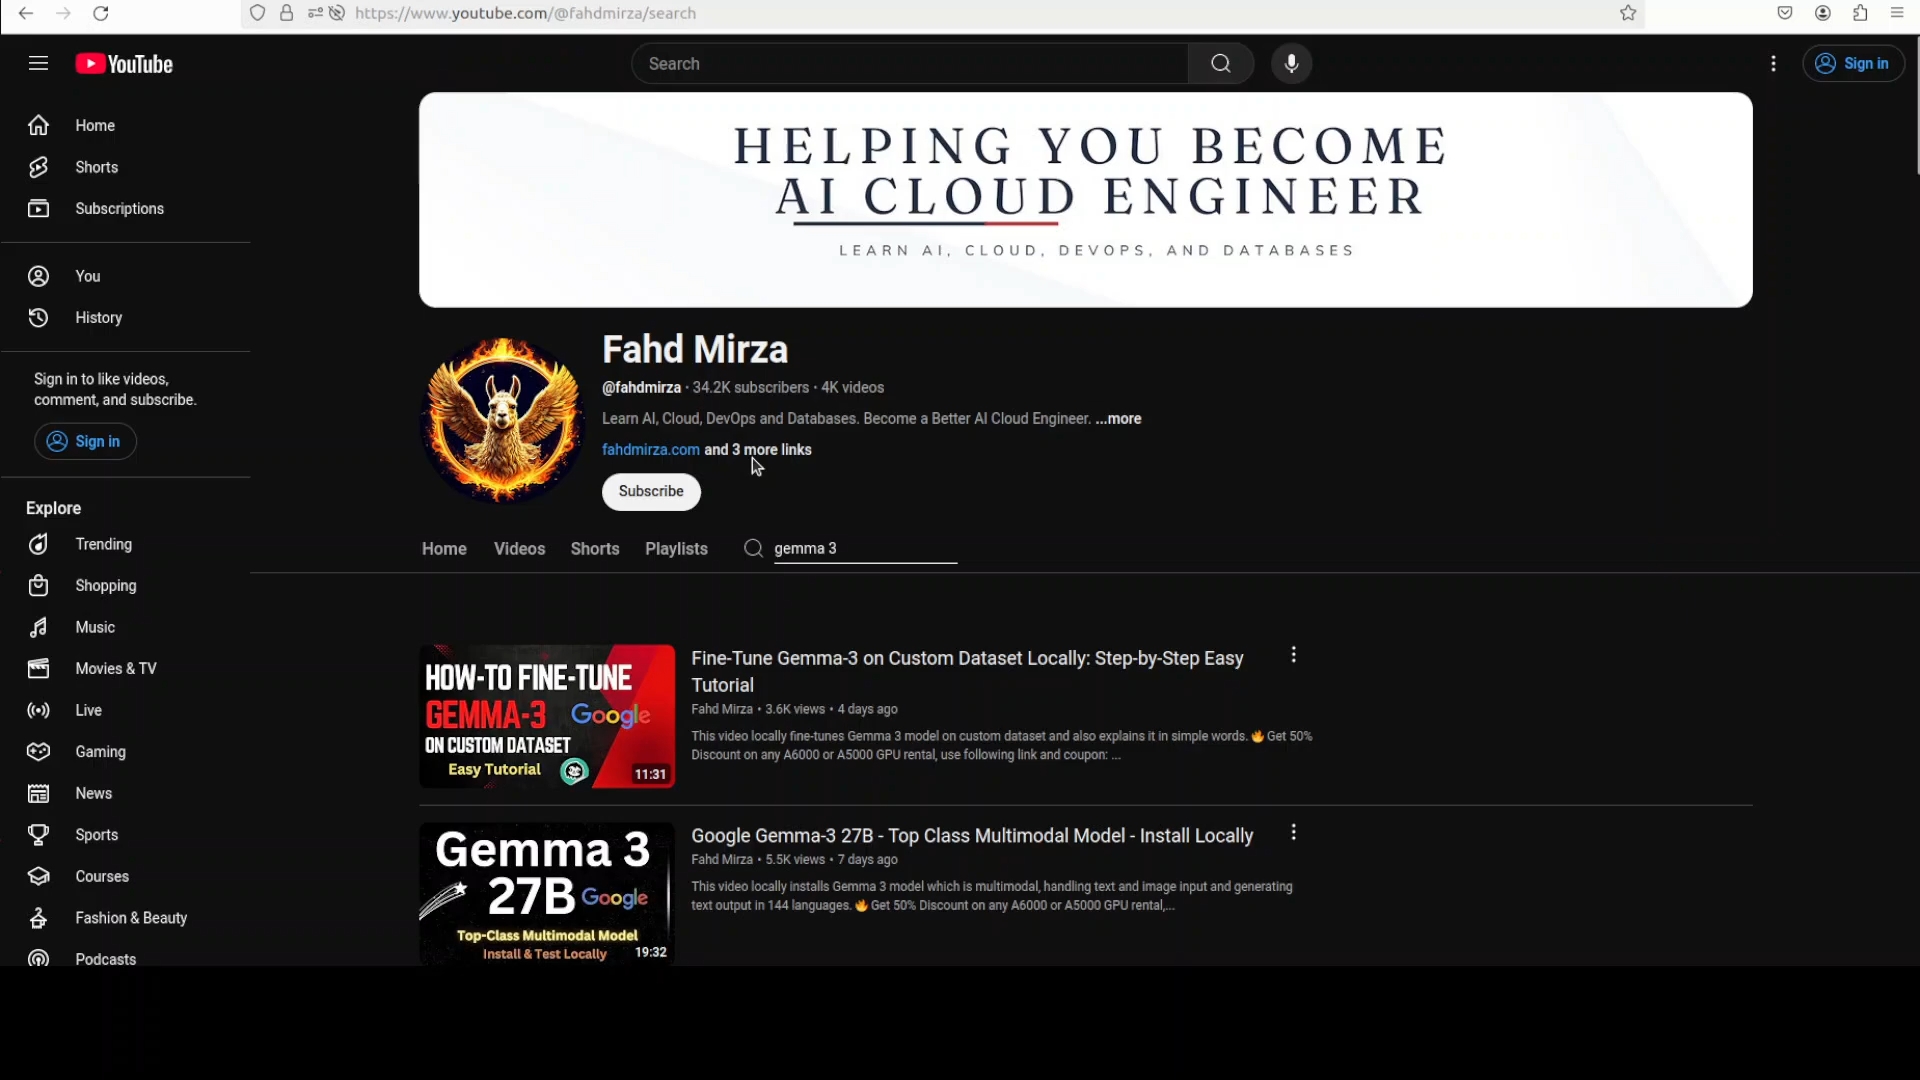 https://www.youtube.com/@fahdmirza/search
YouTube
Search
Sign in
Home
Shorts
Subscriptions
You
History
Sign in to like videos,
comment, and subscribe.
Sign in
Explore
Trending
Shopping
Music
Movies & TV
Live
Gaming
News
Sports
Courses
Fashion & Beauty
Podcasts
HELPING YOU BECOME
AI CLOUD ENGINEER
LEARN AI, CLOUD, DEVOPS, AND DATABASES
Fahd Mirza
@fahdmirza · 34.2K subscribers · 4K videos
Learn AI, Cloud, DevOps and Databases. Become a Better AI Cloud Engineer. ...more
fahdmirza.com and 3 more links
Subscribe
Home Videos Shorts Playlists gemma 3
HOW-TO FINE-TUNE
GEMMA-3 Google
ON CUSTOM DATASET
Easy Tutorial
11:31
Fine-Tune Gemma-3 on Custom Dataset Locally: Step-by-Step Easy
Tutorial
Fahd Mirza • 3.6K views • 4 days ago
This video locally fine-tunes Gemma 3 model on custom dataset and also explains it in simple words. 🔥 Get 50%
Discount on any A6000 or A5000 GPU rental, use following link and coupon: ...
Gemma 3
27B Google
Top-Class Multimodal Model
Install & Test Locally
19:32
Google Gemma-3 27B - Top Class Multimodal Model - Install Locally
Fahd Mirza • 5.5K views • 7 days ago
This video locally installs Gemma 3 model which is multimodal, handling text and image input and generating
text output in 144 languages. 🔥 Get 50% Discount on any A6000 or A5000 GPU rental,...